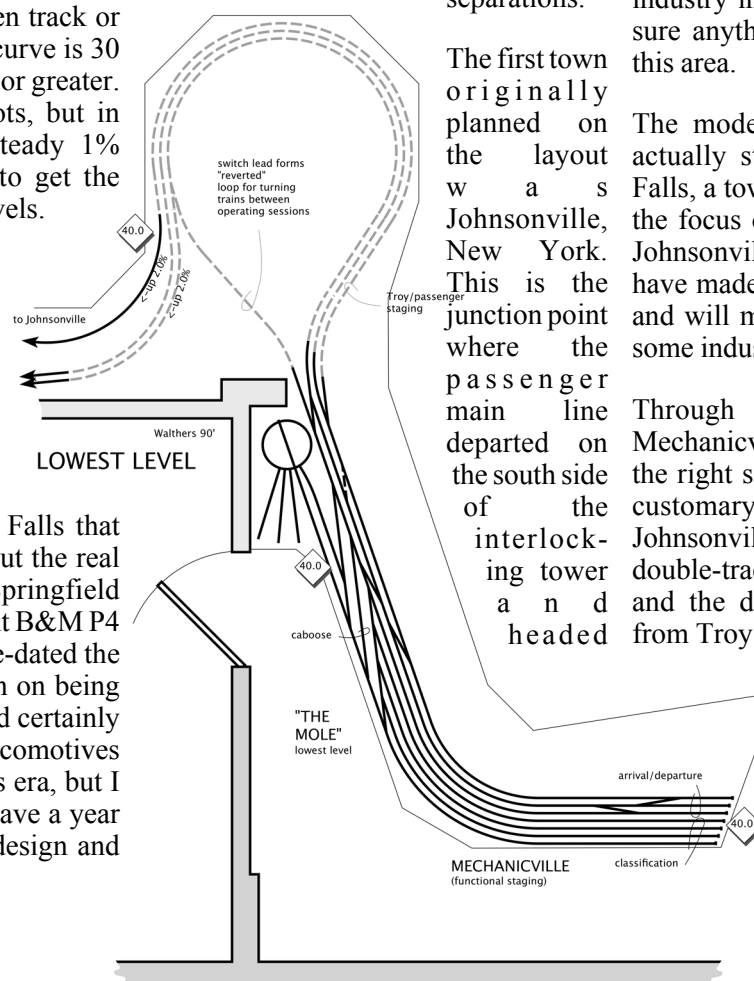 en track or
curve is 30
or greater.
ots, but in
teady 1%
to get the
vels.
40.0
switch lead forms
"reverted"
loop for turning
trains between
operating sessions
<--up 2.0%
<--up 2.0%
to Johnsonville
Troy/passenger
staging
Walthers 90'
LOWEST LEVEL
Falls that
ut the real
pringfield
t B&M P4
e-dated the
n on being
d certainly
comotives
s era, but I
ave a year
design and
40.0
caboose
"THE
MOLE"
lowest level
arrival/departure
40.0
MECHANICVILLE
(functional staging)
classification
separations.
The first town
originally
planned on
the layout
was
Johnsonville,
New York.
This is the
junction point
where the
passenger
main line
departed on
the south side
of the
interlock-
ing tower
and
headed
sure anyth
this area.
The mode
actually st
Falls, a tow
the focus o
Johnsonvil
have made
and will m
some indus
Through
Mechanicv
the right s
customary
Johnsonvil
double-trac
and the d
from Troy